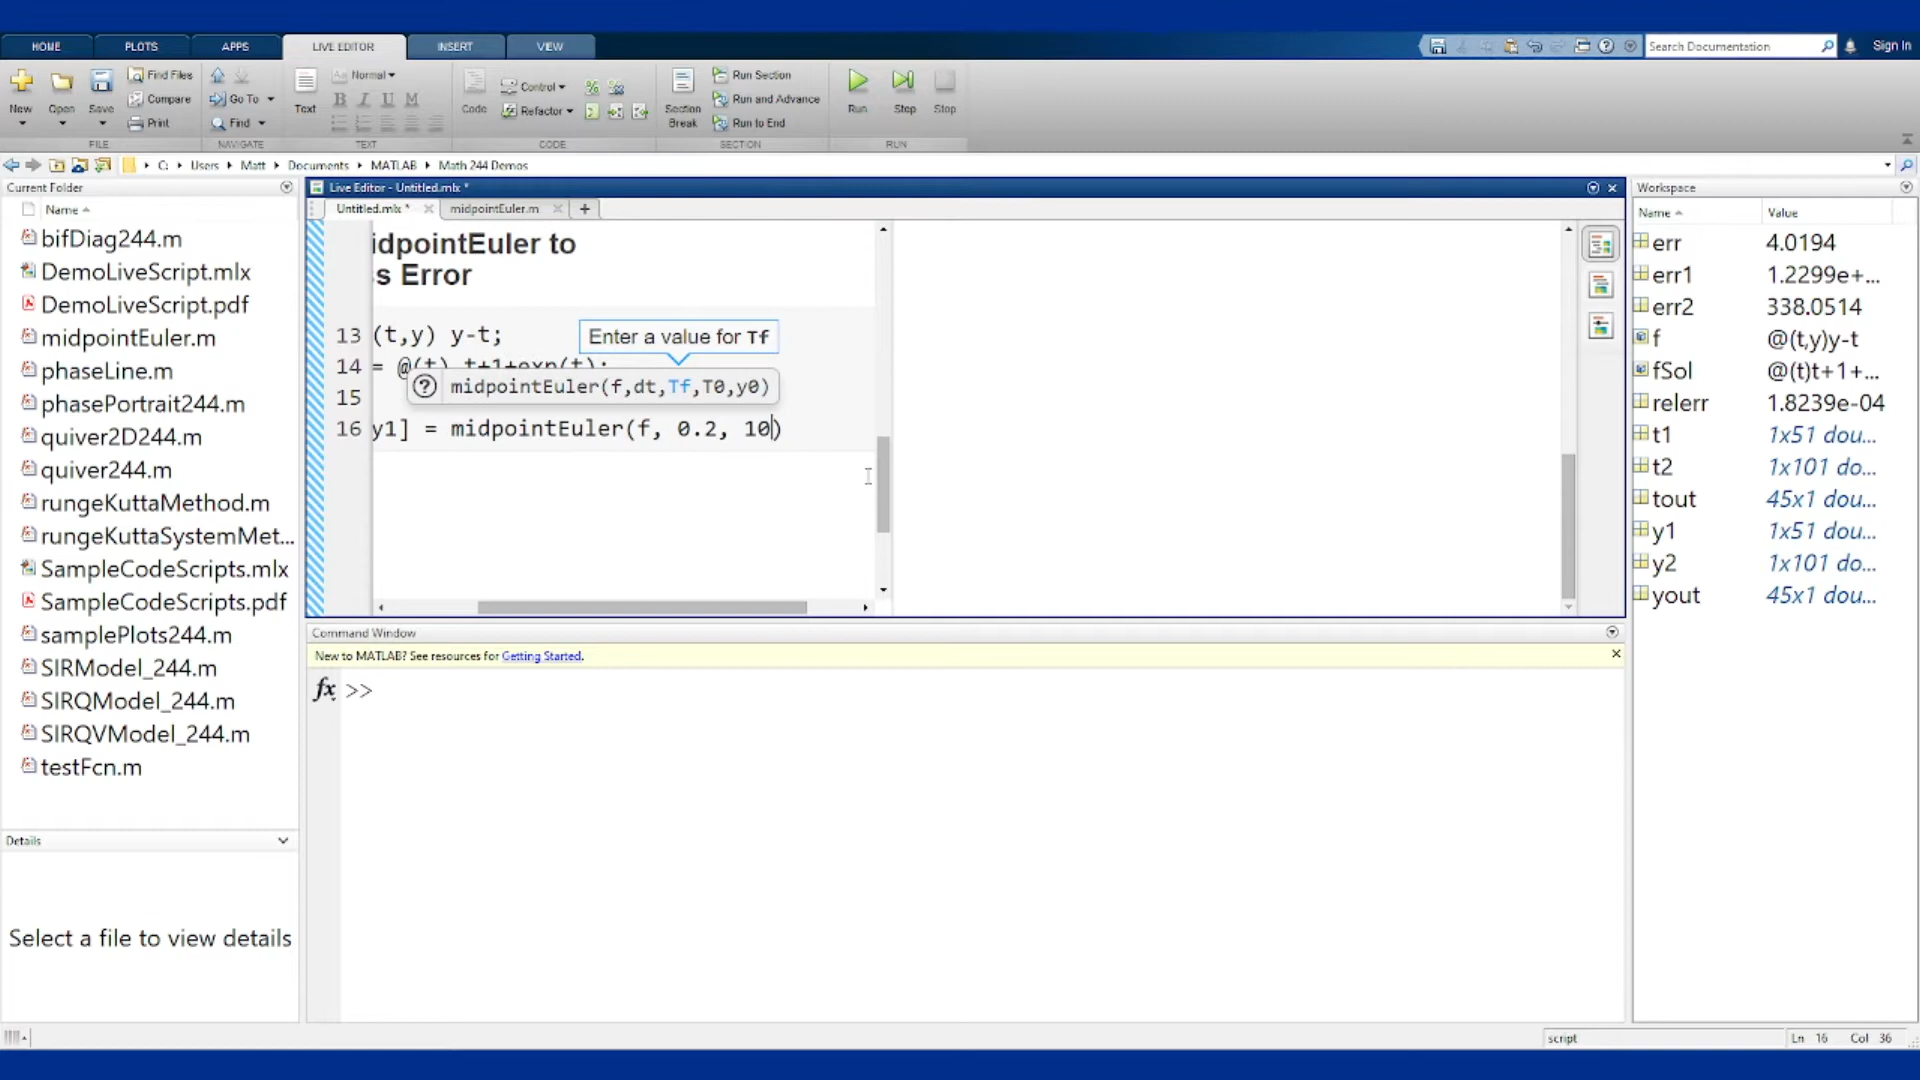 HOME PLOTS APPS LIVE EDITOR INSERT VIEW Search Documentation Sign In
New Open Save Find Files Compare Print
FILE
Go To Find
NAVIGATE
Text Aa Normal B I U M
TEXT
Code Control Refactor
CODE
Section Break Run Section Run and Advance Run to End
SECTION
Run Step Stop
RUN
C: Users Matt Documents MATLAB Math 244 Demos
Current Folder
Name
bifDiag244.m
DemoLiveScript.mlx
DemoLiveScript.pdf
midpointEuler.m
phaseLine.m
phasePortrait244.m
quiver2D244.m
quiver244.m
rungeKuttaMethod.m
rungeKuttaSystemMet...
SampleCodeScripts.mlx
SampleCodeScripts.pdf
samplePlots244.m
SIRModel_244.m
SIRQModel_244.m
SIRQVModel_244.m
testFcn.m
Details
Select a file to view details
Live Editor - Untitled.mlx *
Untitled.mlx * midpointEuler.m +
idpointEuler to
s Error
13 (t,y) y-t;
Enter a value for Tf
14 = @(t) t+1+exp(t);
midpointEuler(f,dt,Tf,T0,y0)
15
16 y1] = midpointEuler(f, 0.2, 10)
Command Window
New to MATLAB? See resources for Getting Started.
fx >>
Workspace
Name Value
err 4.0194
err1 1.2299e+...
err2 338.0514
f @(t,y)y-t
fSol @(t)t+1+...
relerr 1.8239e-04
t1 1x51 dou...
t2 1x101 do...
tout 45x1 dou...
y1 1x51 dou...
y2 1x101 do...
yout 45x1 dou...
script Ln 16 Col 36